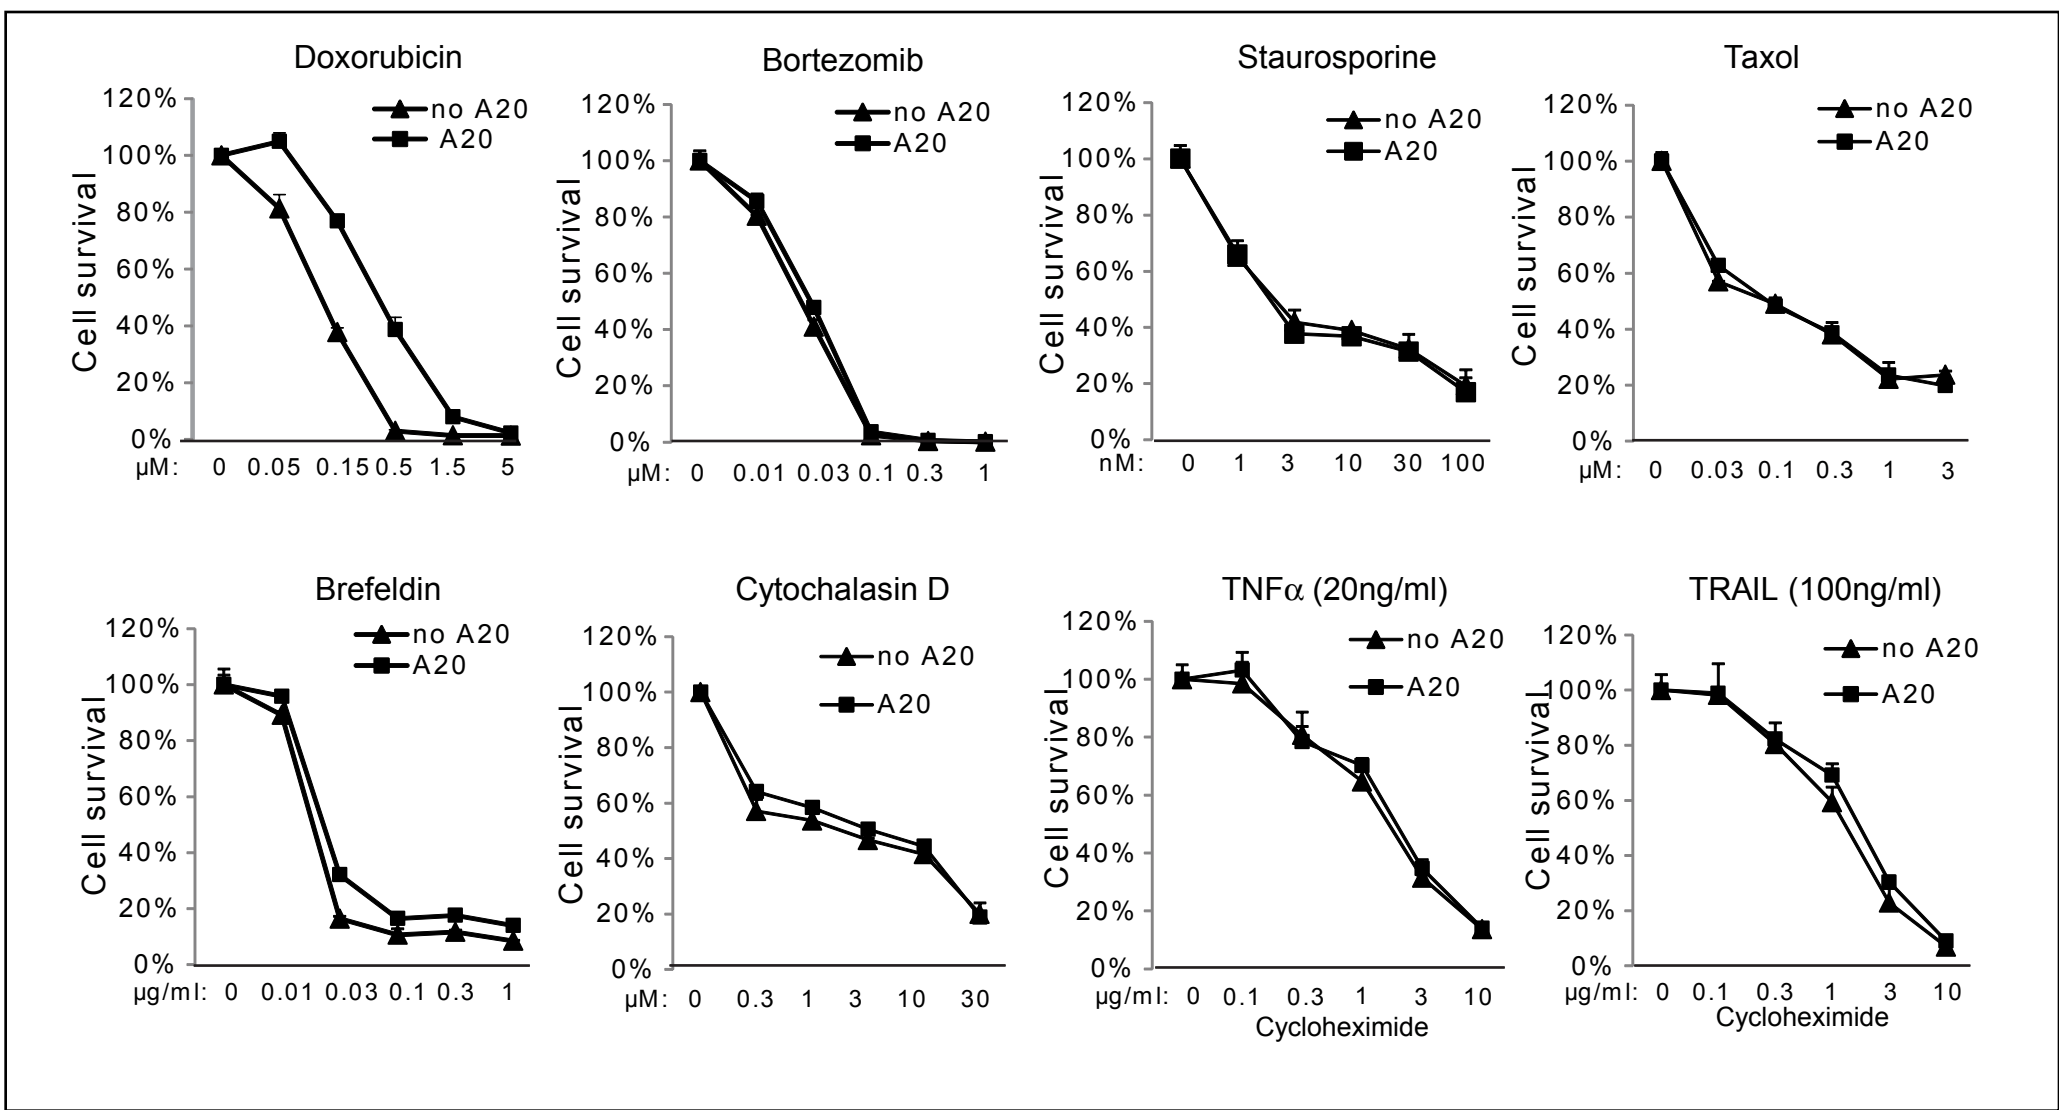 Doxorubicin
120%
100%
80%
60%
40%
20%
0%
Cell survival
no A20
A20
µM: 0 0.05 0.15 0.5 1.5 5
Bortezomib
120%
100%
80%
60%
40%
20%
0%
Cell survival
no A20
A20
µM: 0 0.01 0.03 0.1 0.3 1
Staurosporine
120%
100%
80%
60%
40%
20%
0%
Cell survival
no A20
A20
nM: 0 1 3 10 30 100
Taxol
120%
100%
80%
60%
40%
20%
0%
Cell survival
no A20
A20
µM: 0 0.03 0.1 0.3 1 3
Brefeldin
120%
100%
80%
60%
40%
20%
0%
Cell survival
no A20
A20
µg/ml: 0 0.01 0.03 0.1 0.3 1
Cytochalasin D
120%
100%
80%
60%
40%
20%
0%
Cell survival
no A20
A20
µM: 0 0.3 1 3 10 30
TNFα (20ng/ml)
120%
100%
80%
60%
40%
20%
0%
Cell survival
no A20
A20
µg/ml: 0 0.1 0.3 1 3 10
Cycloheximide
TRAIL (100ng/ml)
120%
100%
80%
60%
40%
20%
0%
Cell survival
no A20
A20
µg/ml: 0 0.1 0.3 1 3 10
Cycloheximide